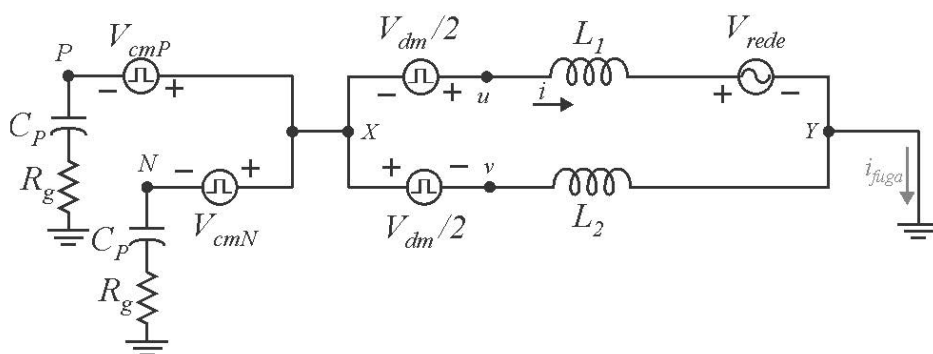 P
V_cmP
− +
C_P
R_g
N
− +
V_cmN
C_P
R_g
X
V_dm/2
− +
u
i
L_1
V_rede
+ −
V_dm/2
+ −
v
L_2
Y
i_fuga